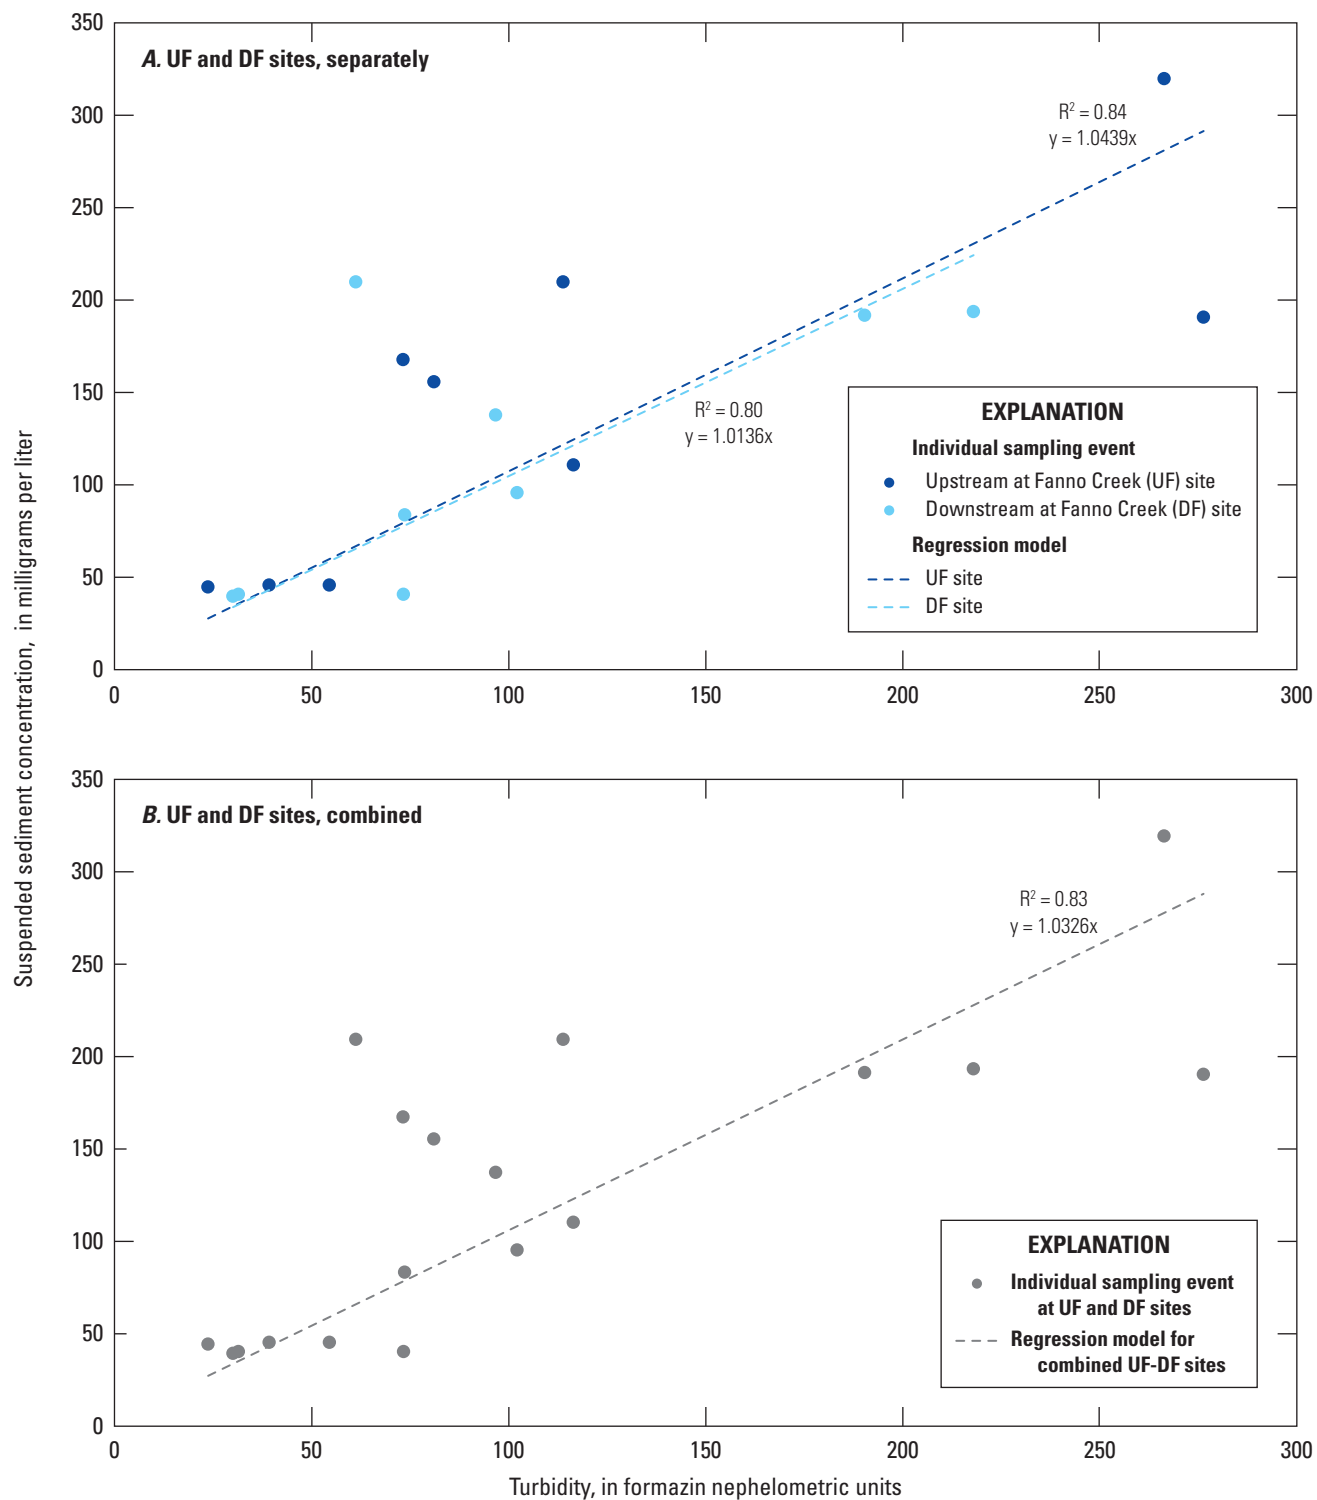 Suspended sediment concentration, in milligrams per liter
A. UF and DF sites, separately
350
300
250
200
150
100
50
0
R² = 0.84
y = 1.0439x
R² = 0.80
y = 1.0136x
EXPLANATION
Individual sampling event
Upstream at Fanno Creek (UF) site
Downstream at Fanno Creek (DF) site
Regression model
UF site
DF site
0 50 100 150 200 250 300
B. UF and DF sites, combined
350
300
250
200
150
100
50
0
R² = 0.83
y = 1.0326x
EXPLANATION
Individual sampling event
at UF and DF sites
Regression model for
combined UF-DF sites
0 50 100 150 200 250 300
Turbidity, in formazin nephelometric units